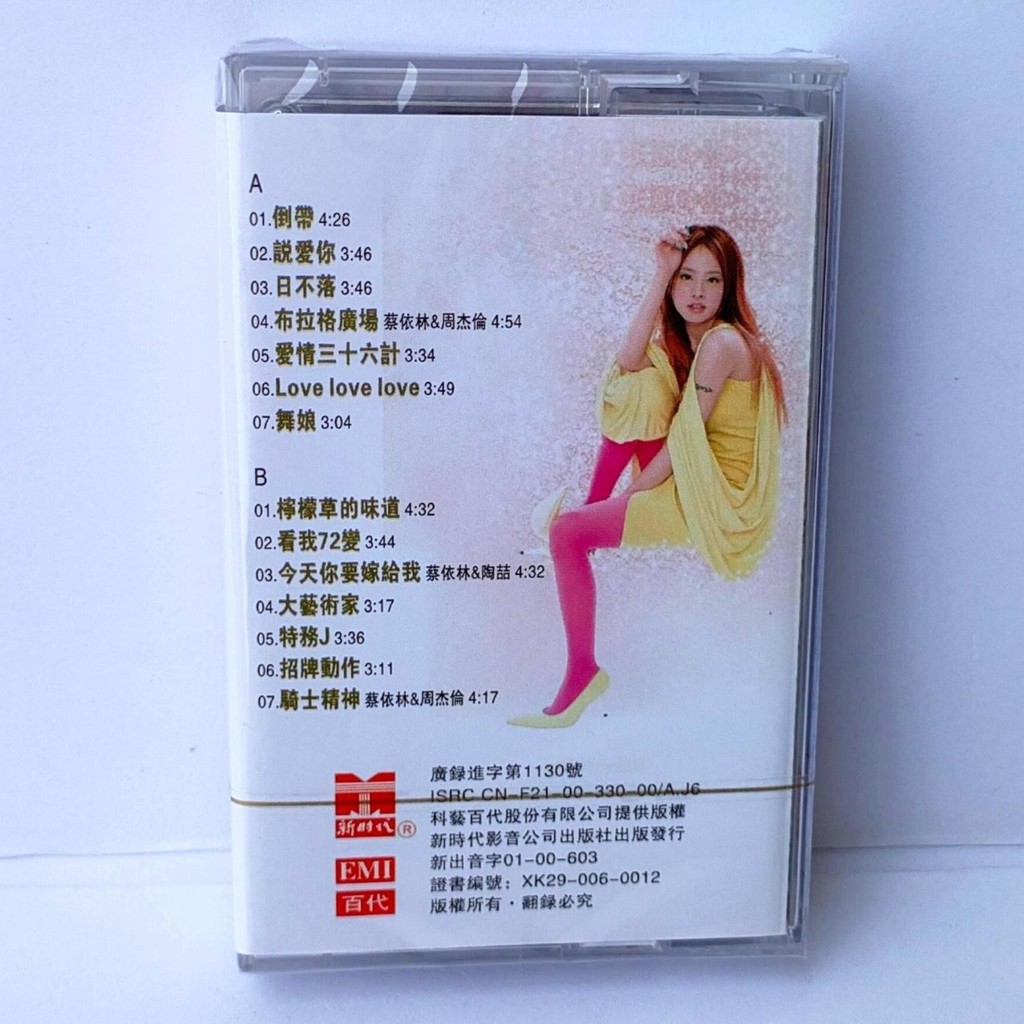 A
01.倒帶 4:26
02.説愛你 3:46
03.日不落 3:46
04.布拉格廣場 蔡依林&周杰倫 4:54
05.愛情三十六計 3:34
06.Love love love 3:49
07.舞娘 3:04
B
01.檸檬草的味道 4:32
02.看我72變 3:44
03.今天你要嫁給我 蔡依林&陶喆 4:32
04.大藝術家 3:17
05.特務J 3:36
06.招牌動作 3:11
07.騎士精神 蔡依林&周杰倫 4:17
新時代®
EMI
百代
廣録進字第1130號
ISRC CN-F21-00-330-00/A.J6
科藝百代股份有限公司提供版權
新時代影音公司出版社出版發行
新出音字01-00-603
證書編號：XK29-006-0012
版權所有·翻録必究